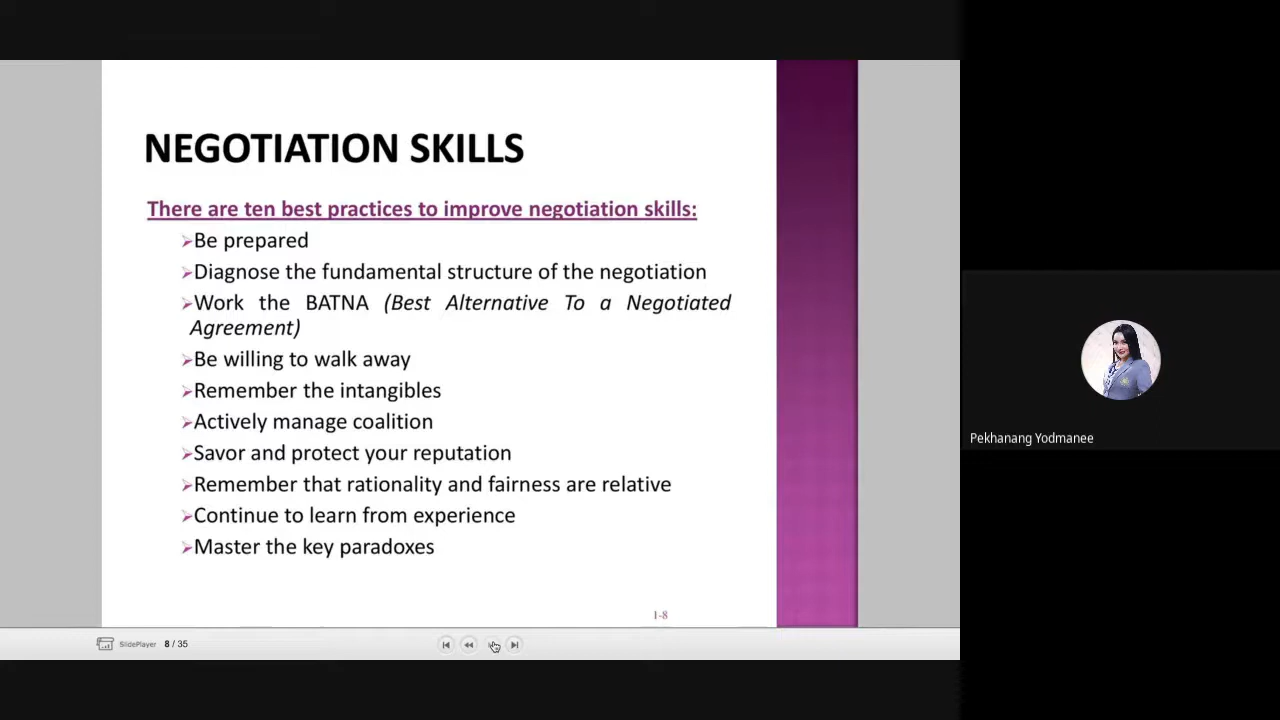 NEGOTIATION SKILLS
There are ten best practices to improve negotiation skills:
➢Be prepared
➢Diagnose the fundamental structure of the negotiation
➢Work the BATNA (Best Alternative To a Negotiated
Agreement)
➢Be willing to walk away
➢Remember the intangibles
➢Actively manage coalition
➢Savor and protect your reputation
➢Remember that rationality and fairness are relative
➢Continue to learn from experience
➢Master the key paradoxes
1-8
SlidePlayer 8 / 35
Pekhanang Yodmanee